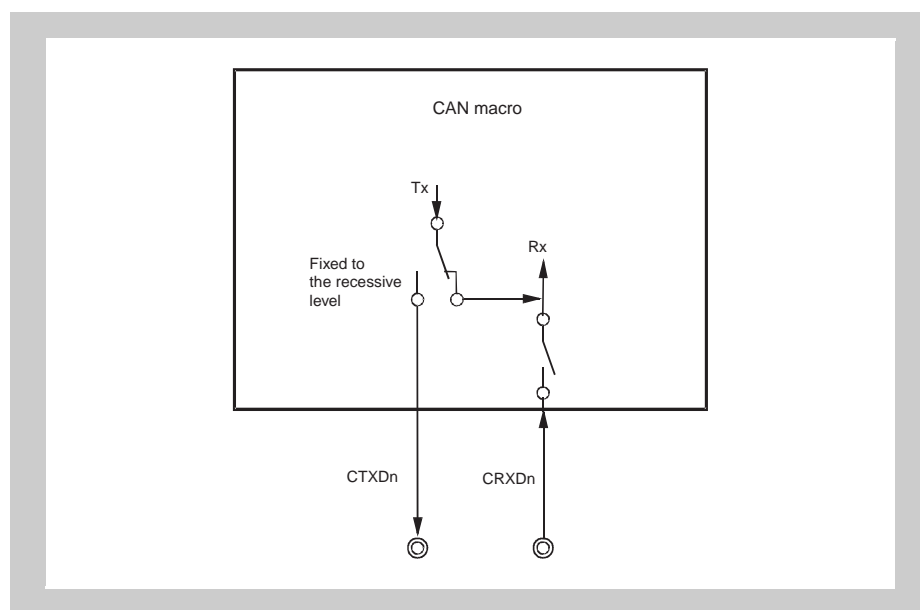 CAN macro
Tx
Rx
Fixed to
the recessive
level
CTXDn
CRXDn